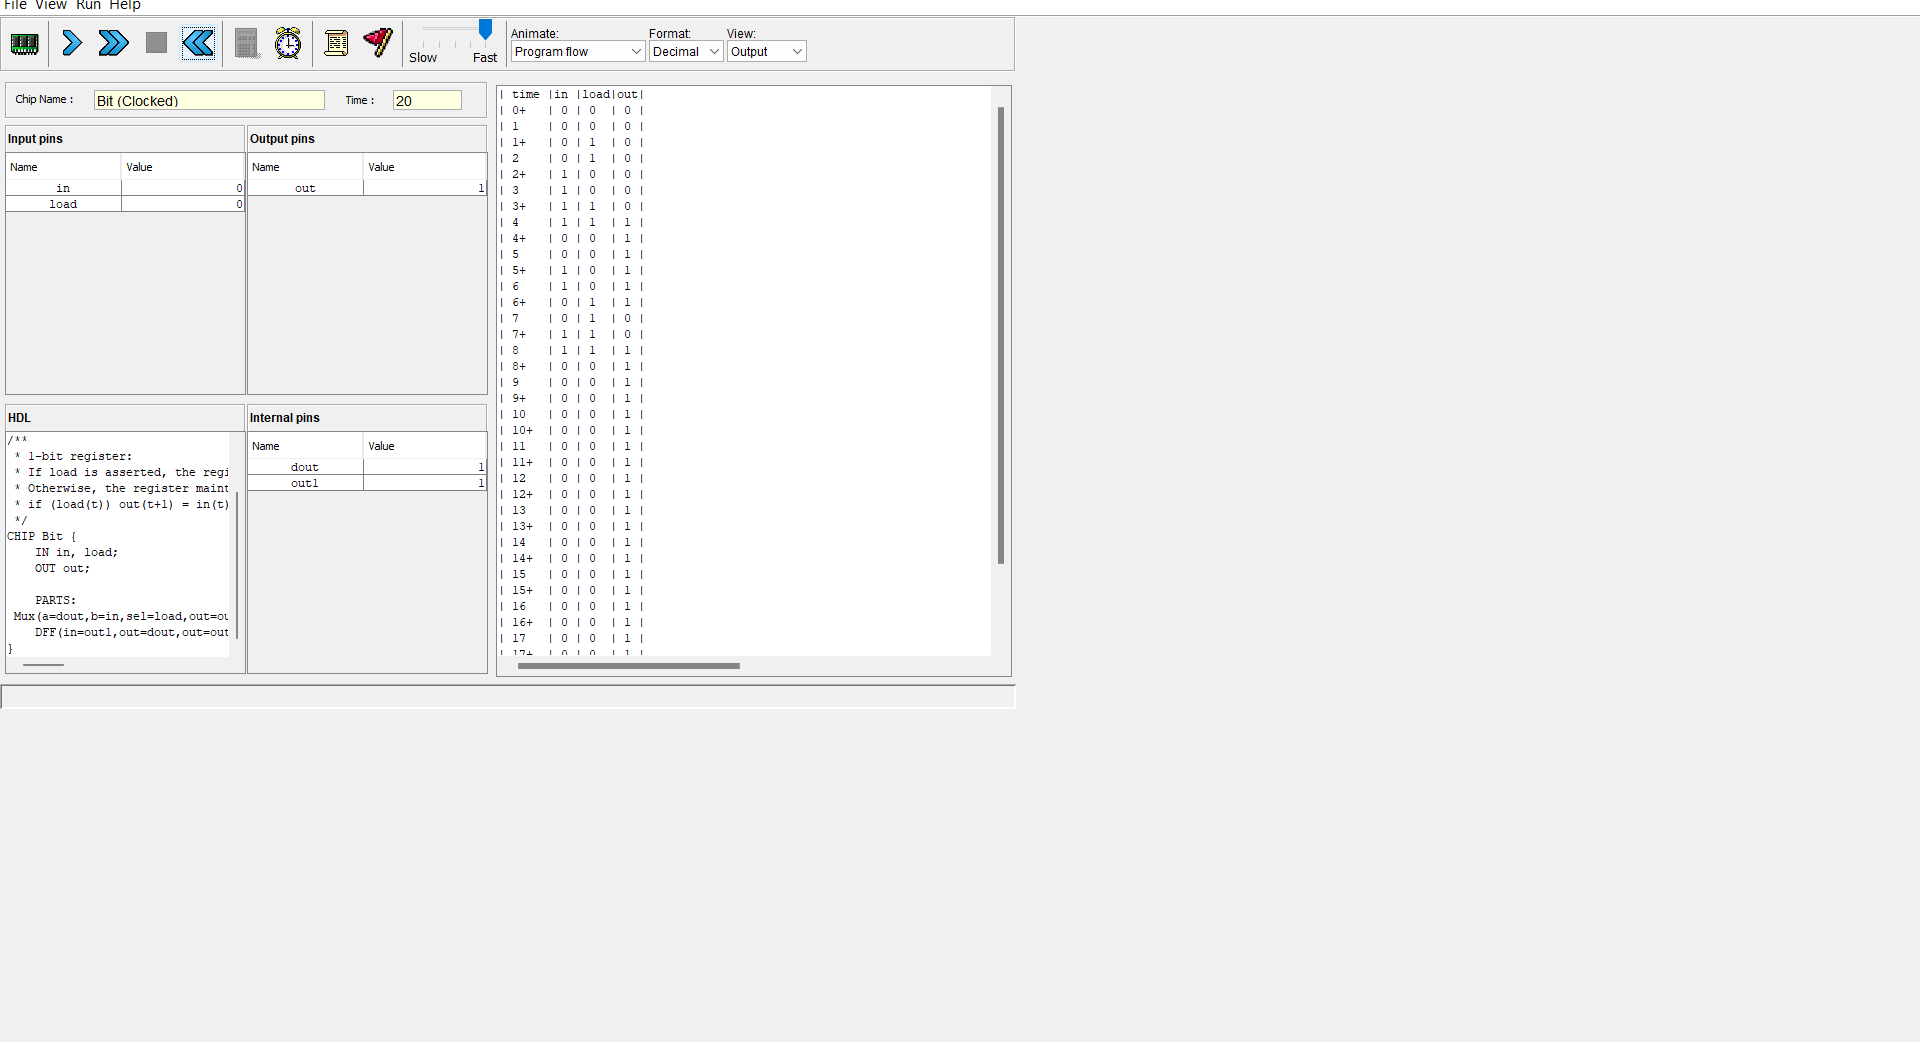 File View Run Help
Slow Fast
Animate: Format: View:
Program flow Decimal Output
Chip Name : Bit (Clocked) Time : 20
Input pins
Name Value
in 0
load 0
Output pins
Name Value
out 1
HDL
/**
* 1-bit register:
* If load is asserted, the regi
* Otherwise, the register maint
* if (load(t)) out(t+1) = in(t)
*/
CHIP Bit {
IN in, load;
OUT out;
PARTS:
Mux(a=dout,b=in,sel=load,out=ou
DFF(in=out1,out=dout,out=out
}
Internal pins
Name Value
dout 1
out1 1
| time |in |load|out|
| 0+ | 0 | 0 | 0 |
| 1 | 0 | 0 | 0 |
| 1+ | 0 | 1 | 0 |
| 2 | 0 | 1 | 0 |
| 2+ | 1 | 0 | 0 |
| 3 | 1 | 0 | 0 |
| 3+ | 1 | 1 | 0 |
| 4 | 1 | 1 | 1 |
| 4+ | 0 | 0 | 1 |
| 5 | 0 | 0 | 1 |
| 5+ | 1 | 0 | 1 |
| 6 | 1 | 0 | 1 |
| 6+ | 0 | 1 | 1 |
| 7 | 0 | 1 | 0 |
| 7+ | 1 | 1 | 0 |
| 8 | 1 | 1 | 1 |
| 8+ | 0 | 0 | 1 |
| 9 | 0 | 0 | 1 |
| 9+ | 0 | 0 | 1 |
| 10 | 0 | 0 | 1 |
| 10+ | 0 | 0 | 1 |
| 11 | 0 | 0 | 1 |
| 11+ | 0 | 0 | 1 |
| 12 | 0 | 0 | 1 |
| 12+ | 0 | 0 | 1 |
| 13 | 0 | 0 | 1 |
| 13+ | 0 | 0 | 1 |
| 14 | 0 | 0 | 1 |
| 14+ | 0 | 0 | 1 |
| 15 | 0 | 0 | 1 |
| 15+ | 0 | 0 | 1 |
| 16 | 0 | 0 | 1 |
| 16+ | 0 | 0 | 1 |
| 17 | 0 | 0 | 1 |
| 17+ | 0 | 0 | 1 |